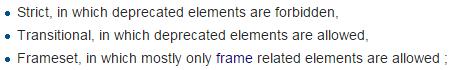 • Strict, in which deprecated elements are forbidden,
• Transitional, in which deprecated elements are allowed,
• Frameset, in which mostly only frame related elements are allowed ;